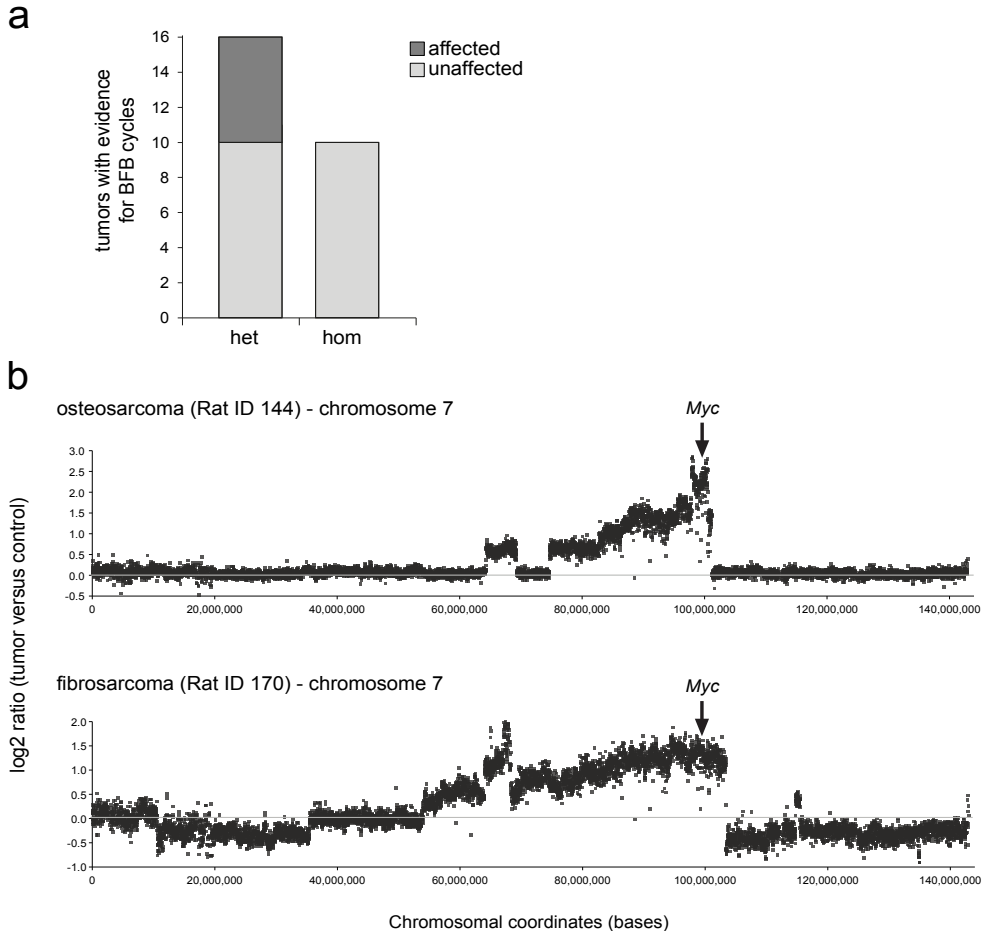 a
tumors with evidence
for BFB cycles
16
14
12
10
8
6
4
2
0
het
hom
affected
unaffected
b
osteosarcoma (Rat ID 144) - chromosome 7
Myc
3.0
2.5
2.0
1.5
1.0
0.5
0.0
-0.5
0
20,000,000
40,000,000
60,000,000
80,000,000
100,000,000
120,000,000
140,000,000
log2 ratio (tumor versus control)
fibrosarcoma (Rat ID 170) - chromosome 7
Myc
2.0
1.5
1.0
0.5
0.0
-0.5
-1.0
0
20,000,000
40,000,000
60,000,000
80,000,000
100,000,000
120,000,000
140,000,000
Chromosomal coordinates (bases)